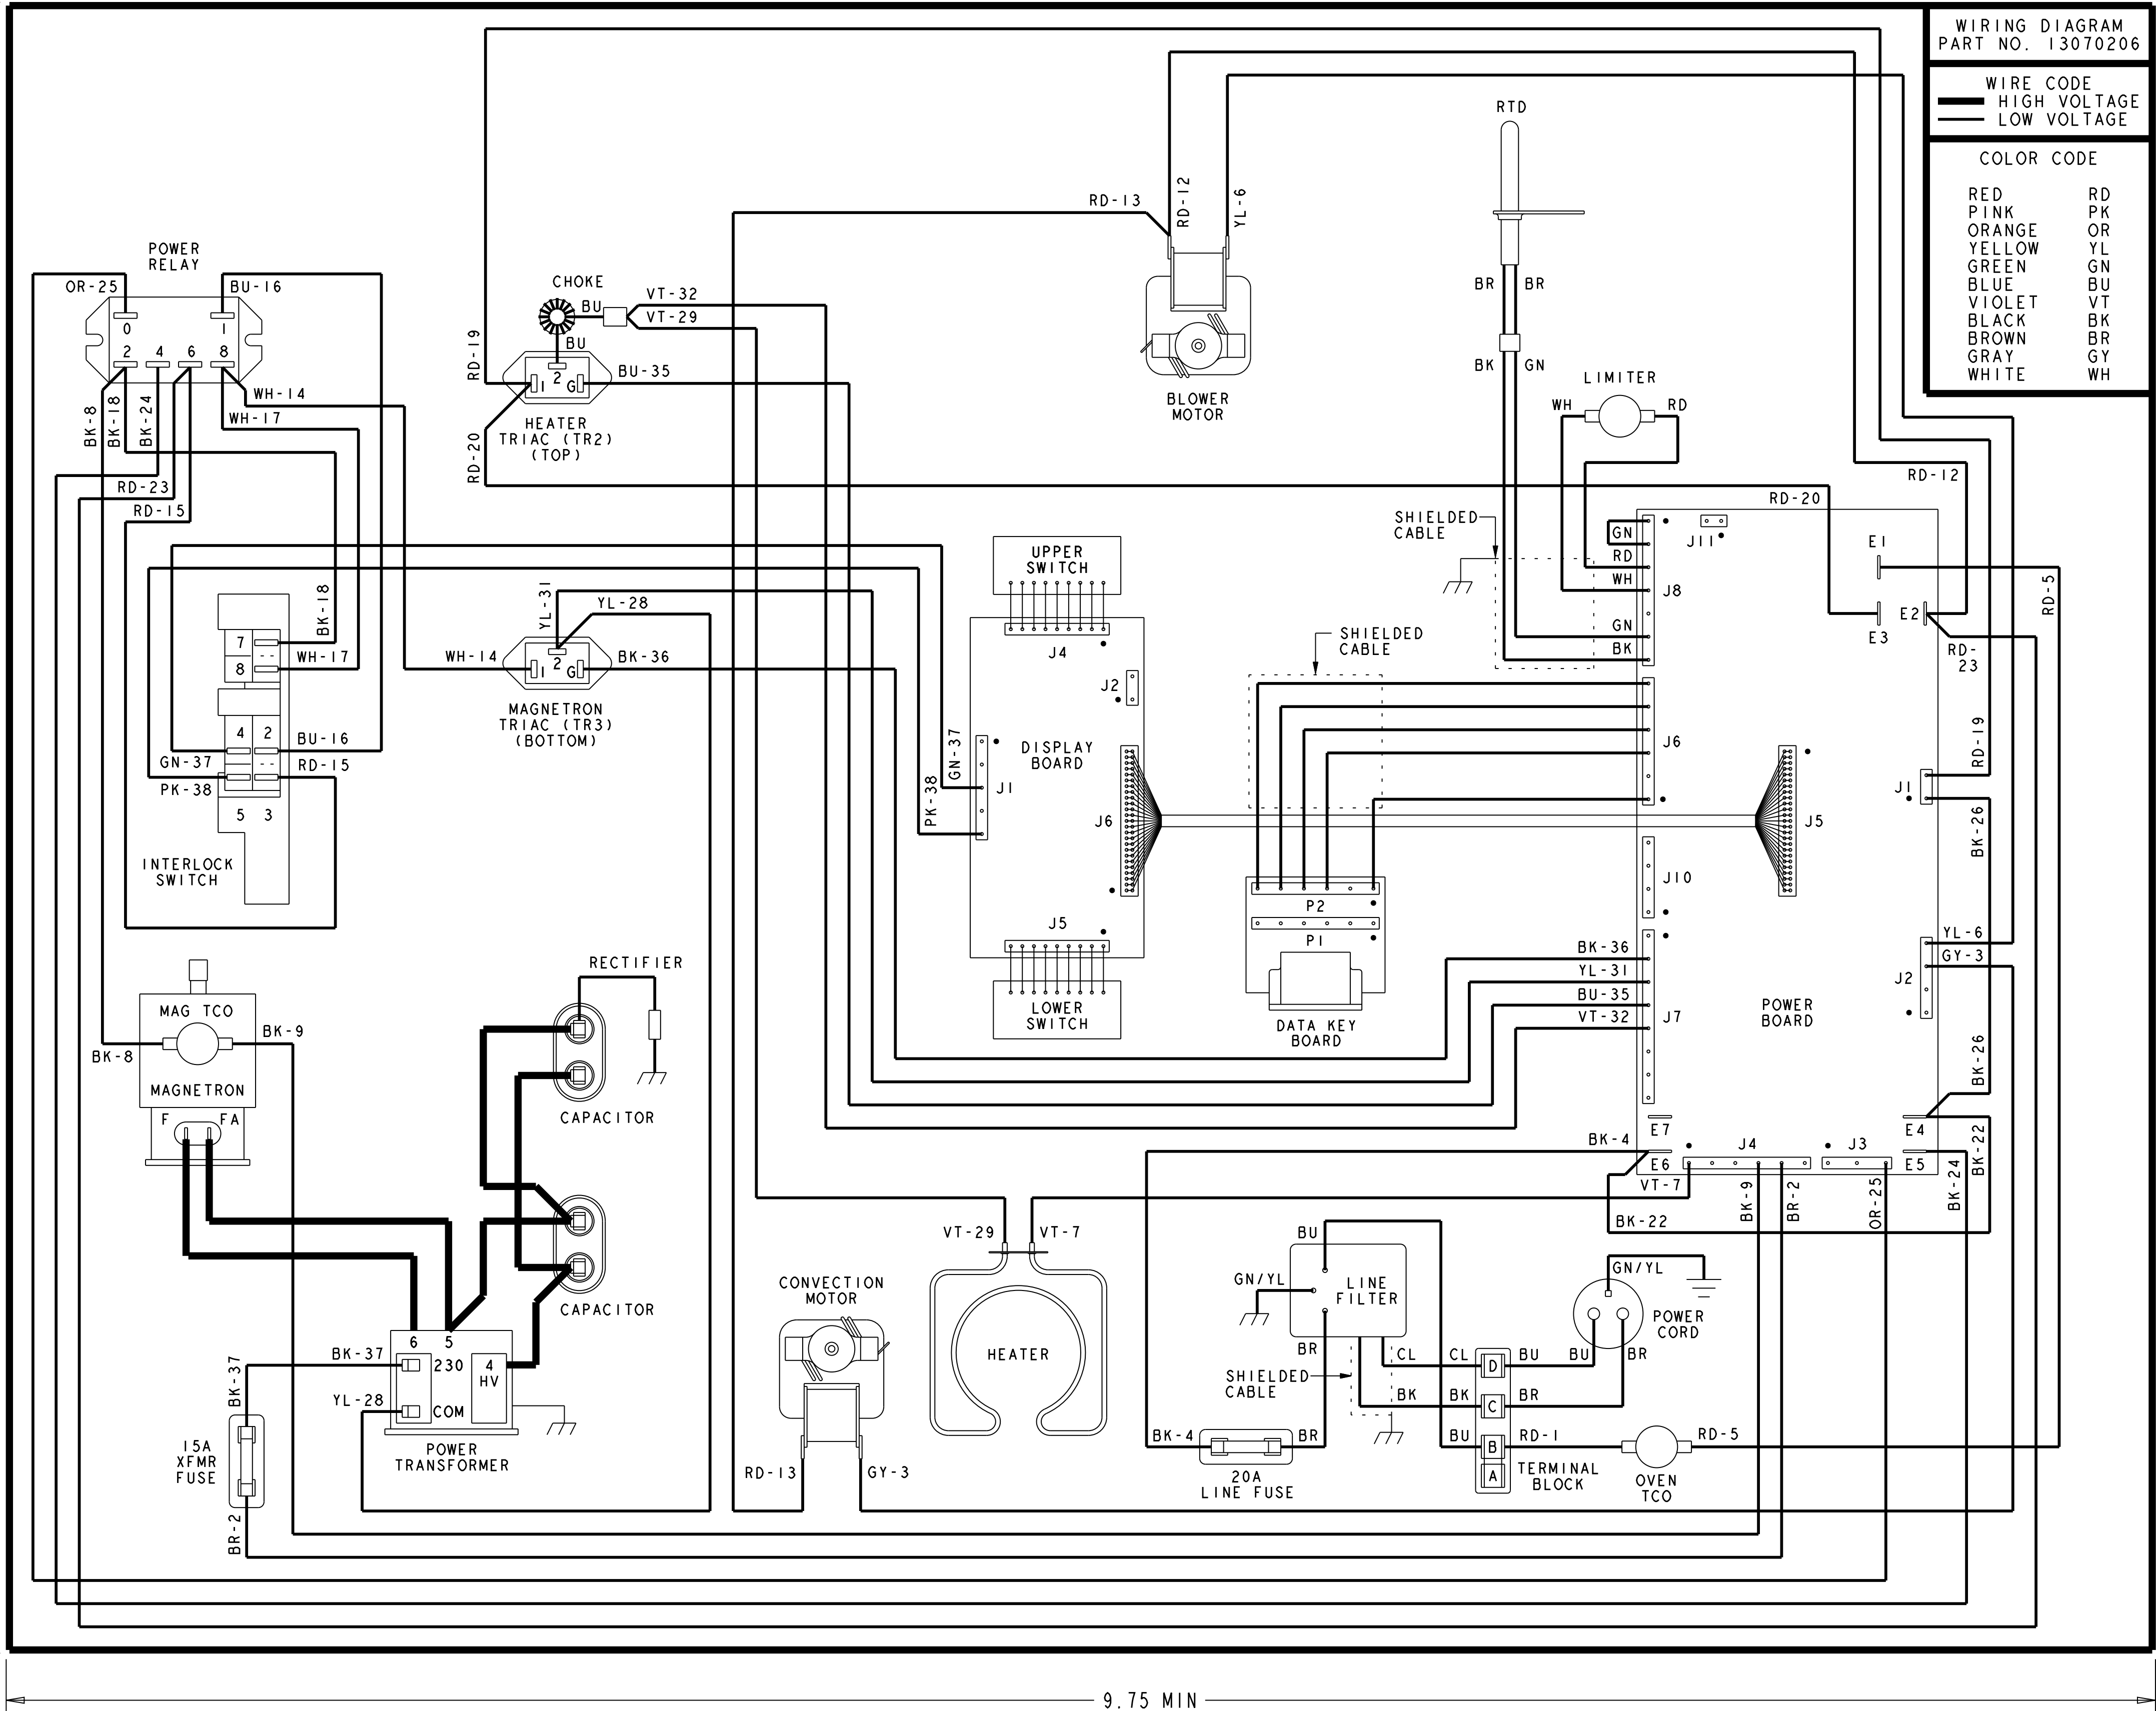 WIRING DIAGRAM
PART NO. 13070206
WIRE CODE
HIGH VOLTAGE
LOW VOLTAGE
COLOR CODE
RED RD
PINK PK
ORANGE OR
YELLOW YL
GREEN GN
BLUE BU
VIOLET VT
BLACK BK
BROWN BR
GRAY GY
WHITE WH
POWER
RELAY
OR-25
BU-16
0
1
2
4
6
8
BK-8
BK-18
BK-24
WH-14
WH-17
RD-23
RD-15
CHOKE
BU
VT-32
VT-29
BU
RD-19
1
2
G
BU-35
HEATER
TRIAC (TR2)
(TOP)
RD-20
RD-13
RD-12
YL-6
BLOWER
MOTOR
RTD
BR
BR
BK
GN
LIMITER
WH
RD
RD-12
RD-20
SHIELDED
CABLE
GN
RD
WH
GN
BK
J11
J8
E1
E2
E3
RD-5
RD-
23
BK-18
7
8
- -
WH-17
4
2
- -
BU-16
GN-37
RD-15
PK-38
5
3
INTERLOCK
SWITCH
YL-31
YL-28
WH-14
1
2
G
BK-36
MAGNETRON
TRIAC (TR3)
(BOTTOM)
UPPER
SWITCH
J4
J2
DISPLAY
BOARD
GN-37
PK-38
J1
J6
J5
LOWER
SWITCH
SHIELDED
CABLE
J6
P2
P1
DATA KEY
BOARD
J5
J1
RD-19
BK-26
J10
YL-6
GY-3
J2
BK-36
YL-31
BU-35
VT-32
J7
POWER
BOARD
BK-26
E7
E4
BK-4
E6
J4
J3
E5
BK-22
VT-7
BK-9
BR-2
OR-25
BK-24
BK-22
MAG TCO
BK-9
BK-8
MAGNETRON
F
FA
RECTIFIER
CAPACITOR
CAPACITOR
6
5
BK-37
230
4
HV
YL-28
COM
POWER
TRANSFORMER
BK-37
15A
XFMR
FUSE
BR-2
CONVECTION
MOTOR
RD-13
GY-3
VT-29
VT-7
HEATER
BU
GN/YL
LINE
FILTER
BR
SHIELDED
CABLE
CL
CL
D
BU
BK
BK
C
BR
BU
B
RD-1
A
TERMINAL
BLOCK
BK-4
BR
20A
LINE FUSE
GN/YL
POWER
CORD
BU
BR
OVEN
TCO
RD-5
9.75 MIN